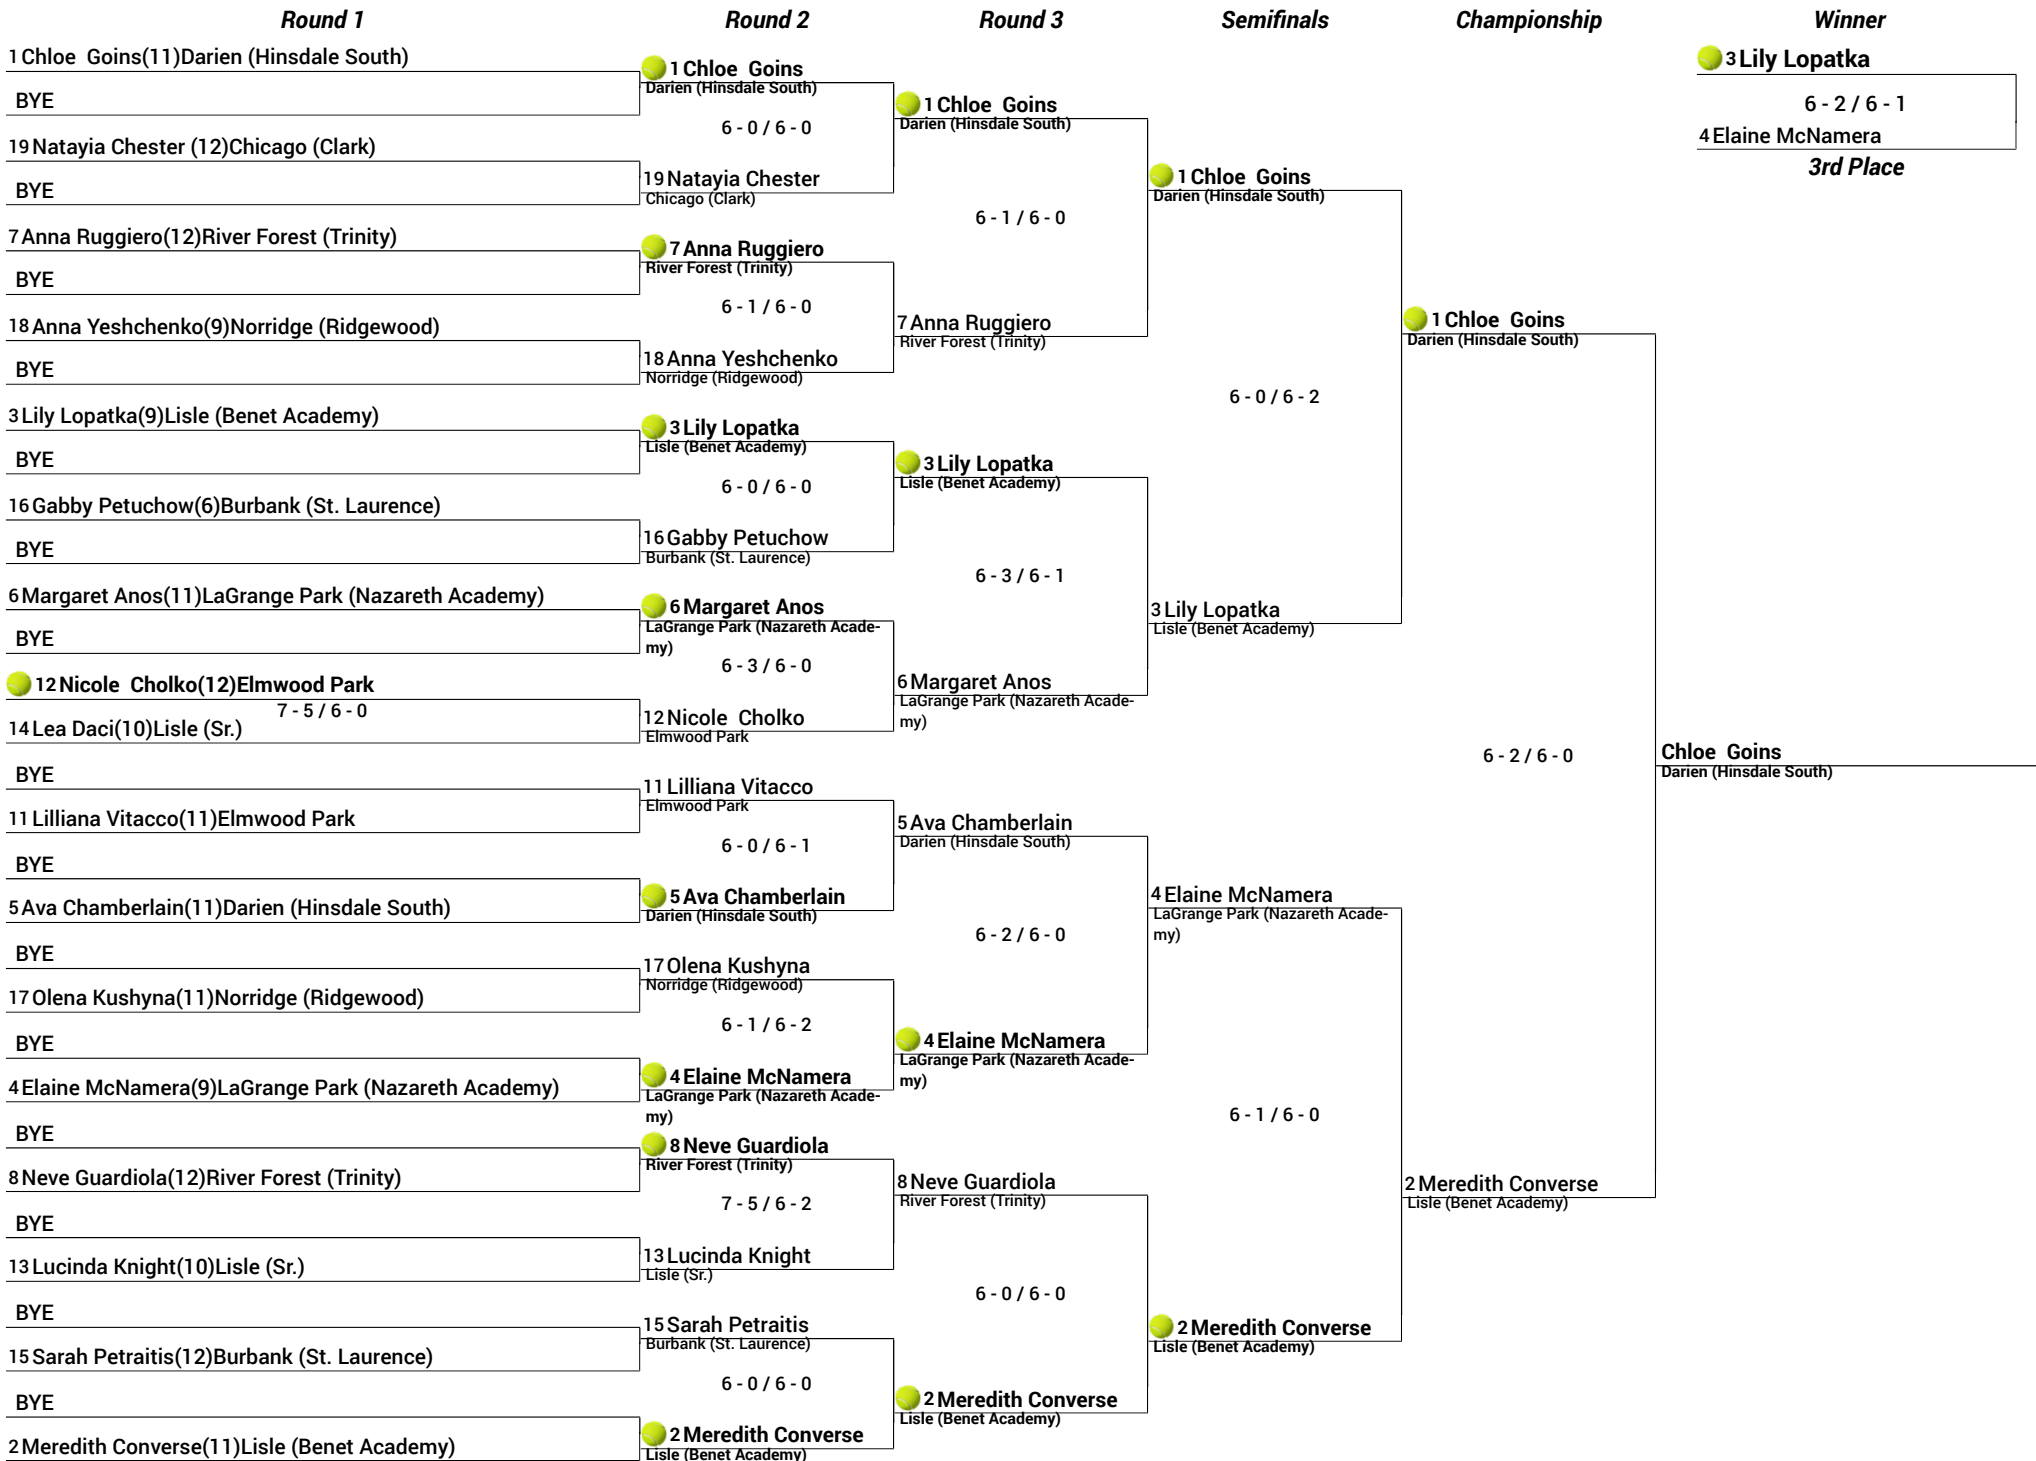 Round 1
Round 2
Round 3
Semifinals
Championship
Winner
1 Chloe  Goins(11)Darien (Hinsdale South)
BYE
19 Natayia Chester (12)Chicago (Clark)
BYE
7 Anna Ruggiero(12)River Forest (Trinity)
BYE
18 Anna Yeshchenko(9)Norridge (Ridgewood)
BYE
3 Lily Lopatka(9)Lisle (Benet Academy)
BYE
16 Gabby Petuchow(6)Burbank (St. Laurence)
BYE
6 Margaret Anos(11)LaGrange Park (Nazareth Academy)
BYE
12 Nicole  Cholko(12)Elmwood Park
7 - 5 / 6 - 0
14 Lea Daci(10)Lisle (Sr.)
BYE
11 Lilliana Vitacco(11)Elmwood Park
BYE
5 Ava Chamberlain(11)Darien (Hinsdale South)
BYE
17 Olena Kushyna(11)Norridge (Ridgewood)
BYE
4 Elaine McNamera(9)LaGrange Park (Nazareth Academy)
BYE
8 Neve Guardiola(12)River Forest (Trinity)
BYE
13 Lucinda Knight(10)Lisle (Sr.)
BYE
15 Sarah Petraitis(12)Burbank (St. Laurence)
BYE
2 Meredith Converse(11)Lisle (Benet Academy)
1 Chloe  Goins
Darien (Hinsdale South)
6 - 0 / 6 - 0
19 Natayia Chester
Chicago (Clark)
7 Anna Ruggiero
River Forest (Trinity)
6 - 1 / 6 - 0
18 Anna Yeshchenko
Norridge (Ridgewood)
3 Lily Lopatka
Lisle (Benet Academy)
6 - 0 / 6 - 0
16 Gabby Petuchow
Burbank (St. Laurence)
6 Margaret Anos
LaGrange Park (Nazareth Acade-
my)
6 - 3 / 6 - 0
12 Nicole  Cholko
Elmwood Park
11 Lilliana Vitacco
Elmwood Park
6 - 0 / 6 - 1
5 Ava Chamberlain
Darien (Hinsdale South)
17 Olena Kushyna
Norridge (Ridgewood)
6 - 1 / 6 - 2
4 Elaine McNamera
LaGrange Park (Nazareth Acade-
my)
8 Neve Guardiola
River Forest (Trinity)
7 - 5 / 6 - 2
13 Lucinda Knight
Lisle (Sr.)
15 Sarah Petraitis
Burbank (St. Laurence)
6 - 0 / 6 - 0
2 Meredith Converse
Lisle (Benet Academy)
1 Chloe  Goins
Darien (Hinsdale South)
6 - 1 / 6 - 0
7 Anna Ruggiero
River Forest (Trinity)
3 Lily Lopatka
Lisle (Benet Academy)
6 - 3 / 6 - 1
6 Margaret Anos
LaGrange Park (Nazareth Acade-
my)
5 Ava Chamberlain
Darien (Hinsdale South)
6 - 2 / 6 - 0
4 Elaine McNamera
LaGrange Park (Nazareth Acade-
my)
8 Neve Guardiola
River Forest (Trinity)
6 - 0 / 6 - 0
2 Meredith Converse
Lisle (Benet Academy)
1 Chloe  Goins
Darien (Hinsdale South)
6 - 0 / 6 - 2
3 Lily Lopatka
Lisle (Benet Academy)
4 Elaine McNamera
LaGrange Park (Nazareth Acade-
my)
6 - 1 / 6 - 0
2 Meredith Converse
Lisle (Benet Academy)
1 Chloe  Goins
Darien (Hinsdale South)
6 - 2 / 6 - 0
2 Meredith Converse
Lisle (Benet Academy)
Chloe  Goins
Darien (Hinsdale South)
3 Lily Lopatka
6 - 2 / 6 - 1
4 Elaine McNamera
3rd Place